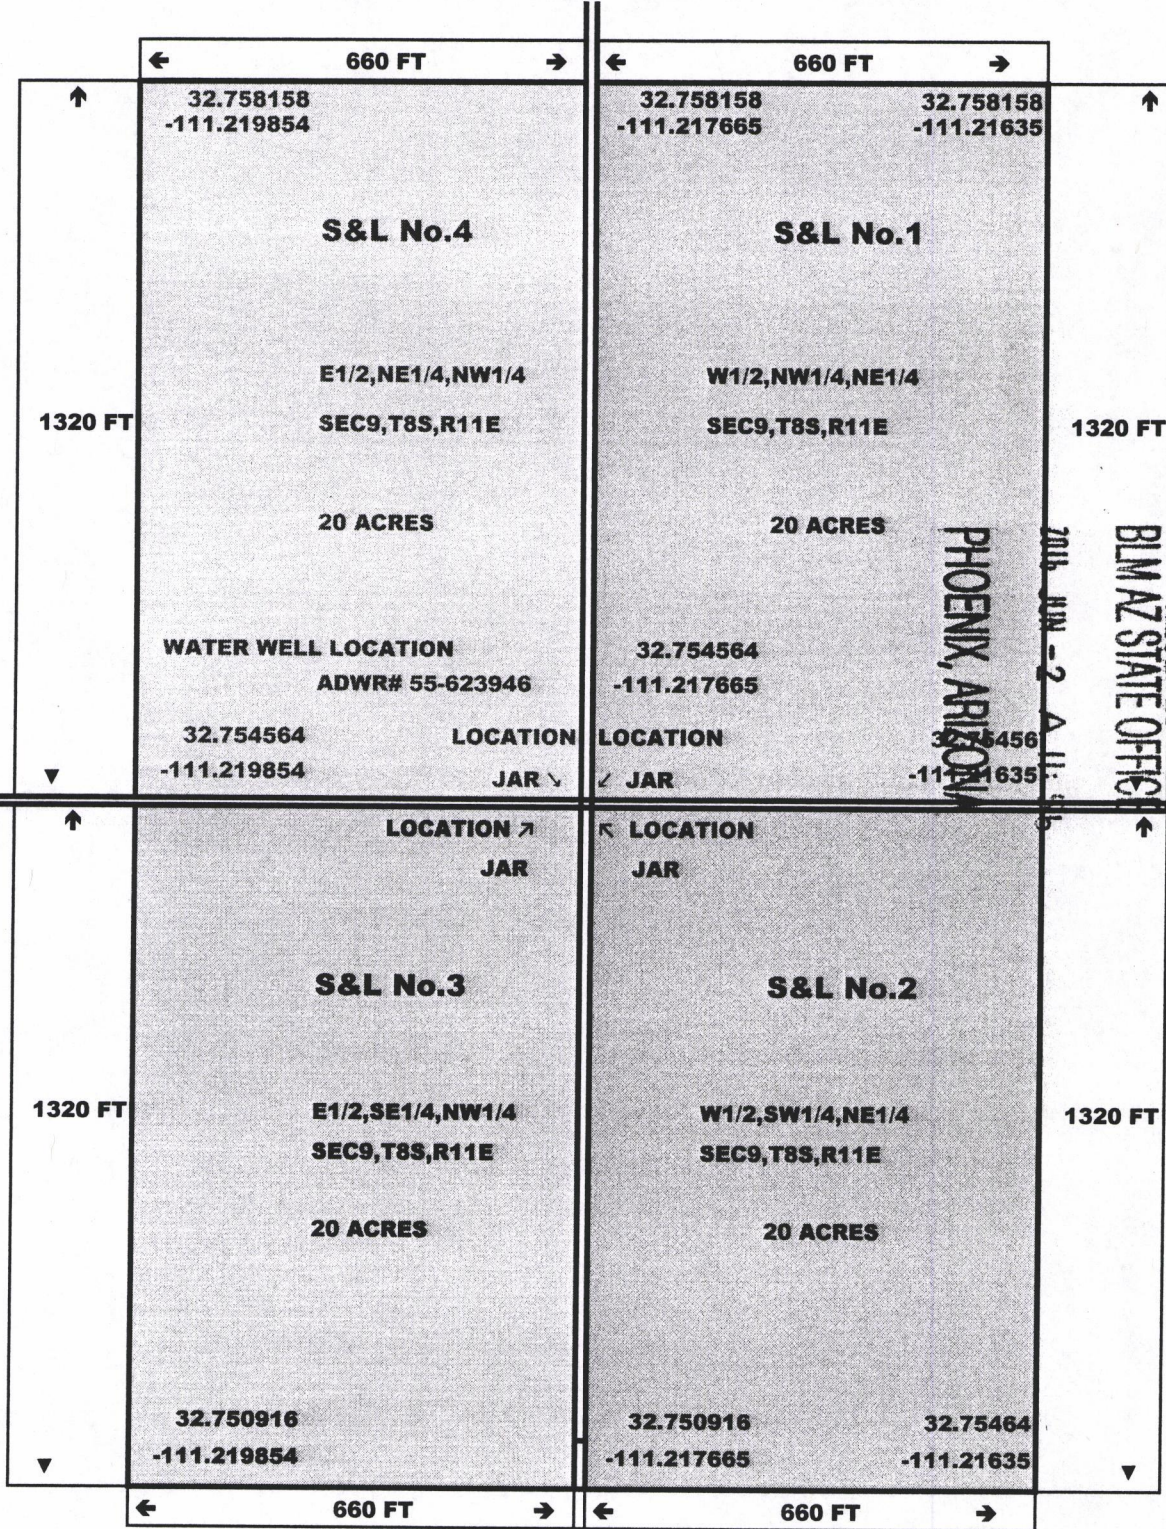 660 FT
660 FT
32.758158
-111.219854
32.758158
-111.217665
32.758158
-111.21635
S&L No.4
S&L No.1
E1/2,NE1/4,NW1/4
SEC9,T8S,R11E
W1/2,NW1/4,NE1/4
SEC9,T8S,R11E
1320 FT
1320 FT
20 ACRES
20 ACRES
BLM AZ STATE OFFICE
PHOENIX, ARIZONA
WATER WELL LOCATION
ADWR# 55-623946
32.754564
-111.217665
32.754564
-111.219854
LOCATION
JAR ↘
LOCATION
↙ JAR
-111.21635
LOCATION ↗
JAR
↖ LOCATION
JAR
S&L No.3
S&L No.2
1320 FT
1320 FT
E1/2,SE1/4,NW1/4
SEC9,T8S,R11E
W1/2,SW1/4,NE1/4
SEC9,T8S,R11E
20 ACRES
20 ACRES
32.750916
-111.219854
32.750916
-111.217665
32.75464
-111.21635
660 FT
660 FT